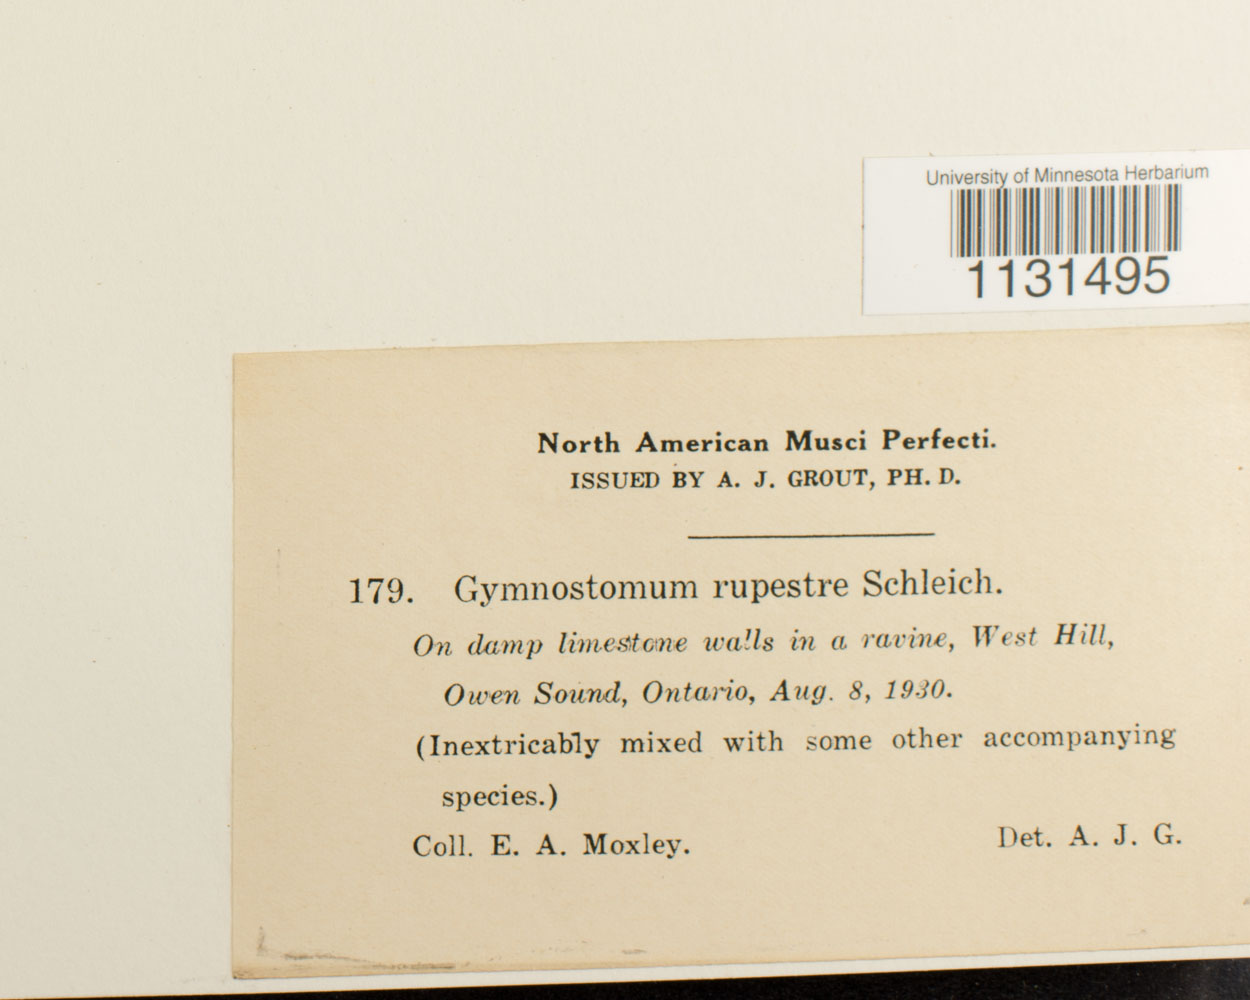 University of Minnesota Herbarium
1131495
North American Musci Perfecti.
ISSUED BY A. J. GROUT, PH. D.
179. Gymnostomum rupestre Schleich.
On damp limestone walls in a ravine, West Hill,
Owen Sound, Ontario, Aug. 8, 1930.
(Inextricably mixed with some other accompanying
species.)
Coll. E. A. Moxley. Det. A. J. G.